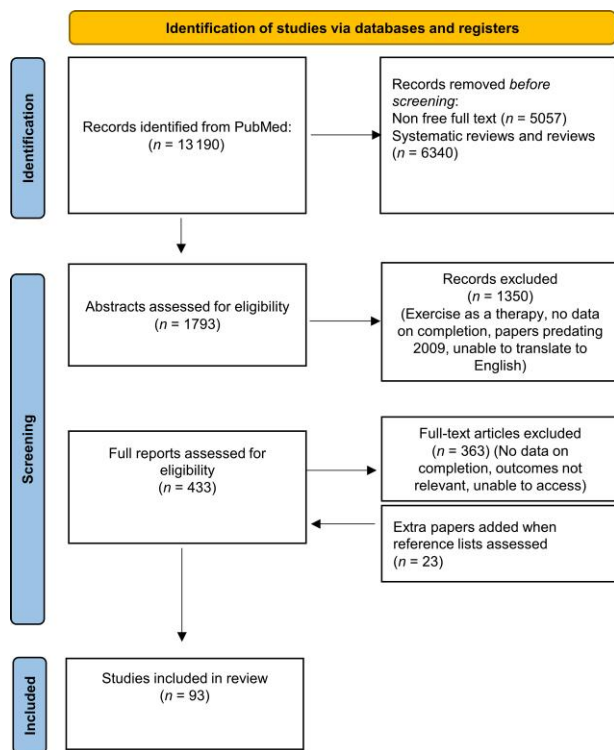 Identification of studies via databases and registers
Identification
Records identified from PubMed:
(n = 13 190)
Records removed before
screening:
Non free full text (n = 5057)
Systematic reviews and reviews
(n = 6340)
Screening
Abstracts assessed for eligibility
(n = 1793)
Records excluded
(n = 1350)
(Exercise as a therapy, no data
on completion, papers predating
2009, unable to translate to
English)
Full reports assessed for
eligibility
(n = 433)
Full-text articles excluded
(n = 363) (No data on
completion, outcomes not
relevant, unable to access)
Extra papers added when
reference lists assessed
(n = 23)
Included
Studies included in review
(n = 93)